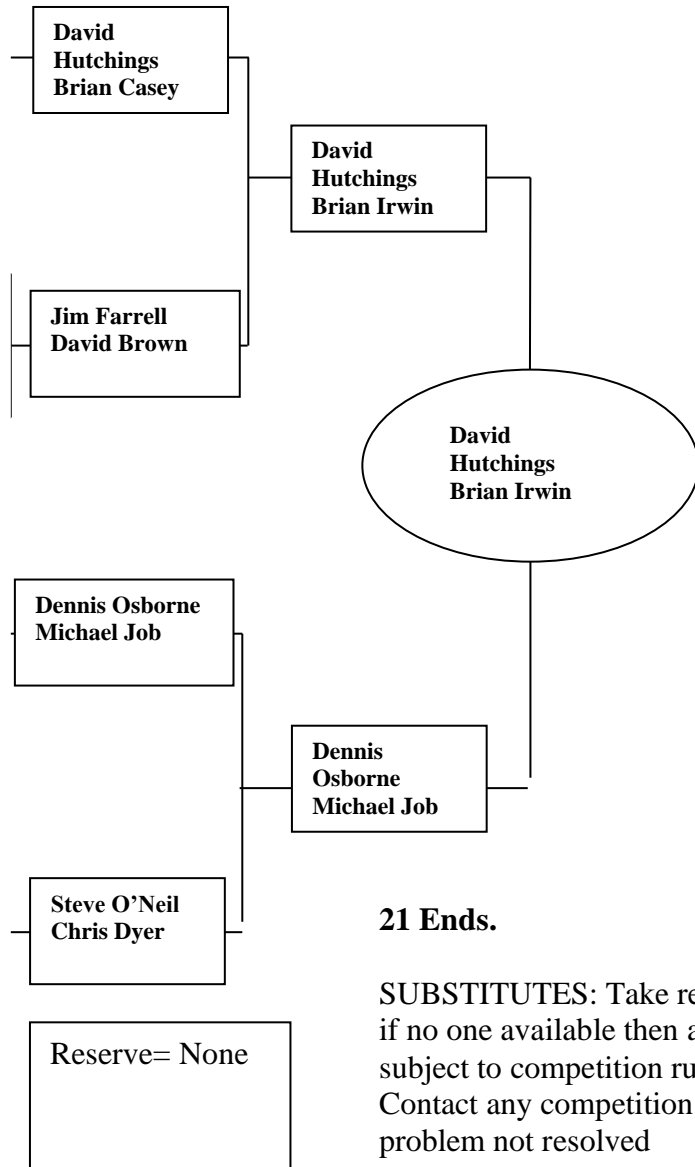 David
Hutchings
Brian Casey
David
Hutchings
Brian Irwin
Jim Farrell
David Brown
David
Hutchings
Brian Irwin
Dennis Osborne
Michael Job
Dennis
Osborne
Michael Job
Steve O’Neil
Chris Dyer
21 Ends.
SUBSTITUTES: Take
if no one available then
subject to competition
Contact any competition
problem not resolved
Reserve= None